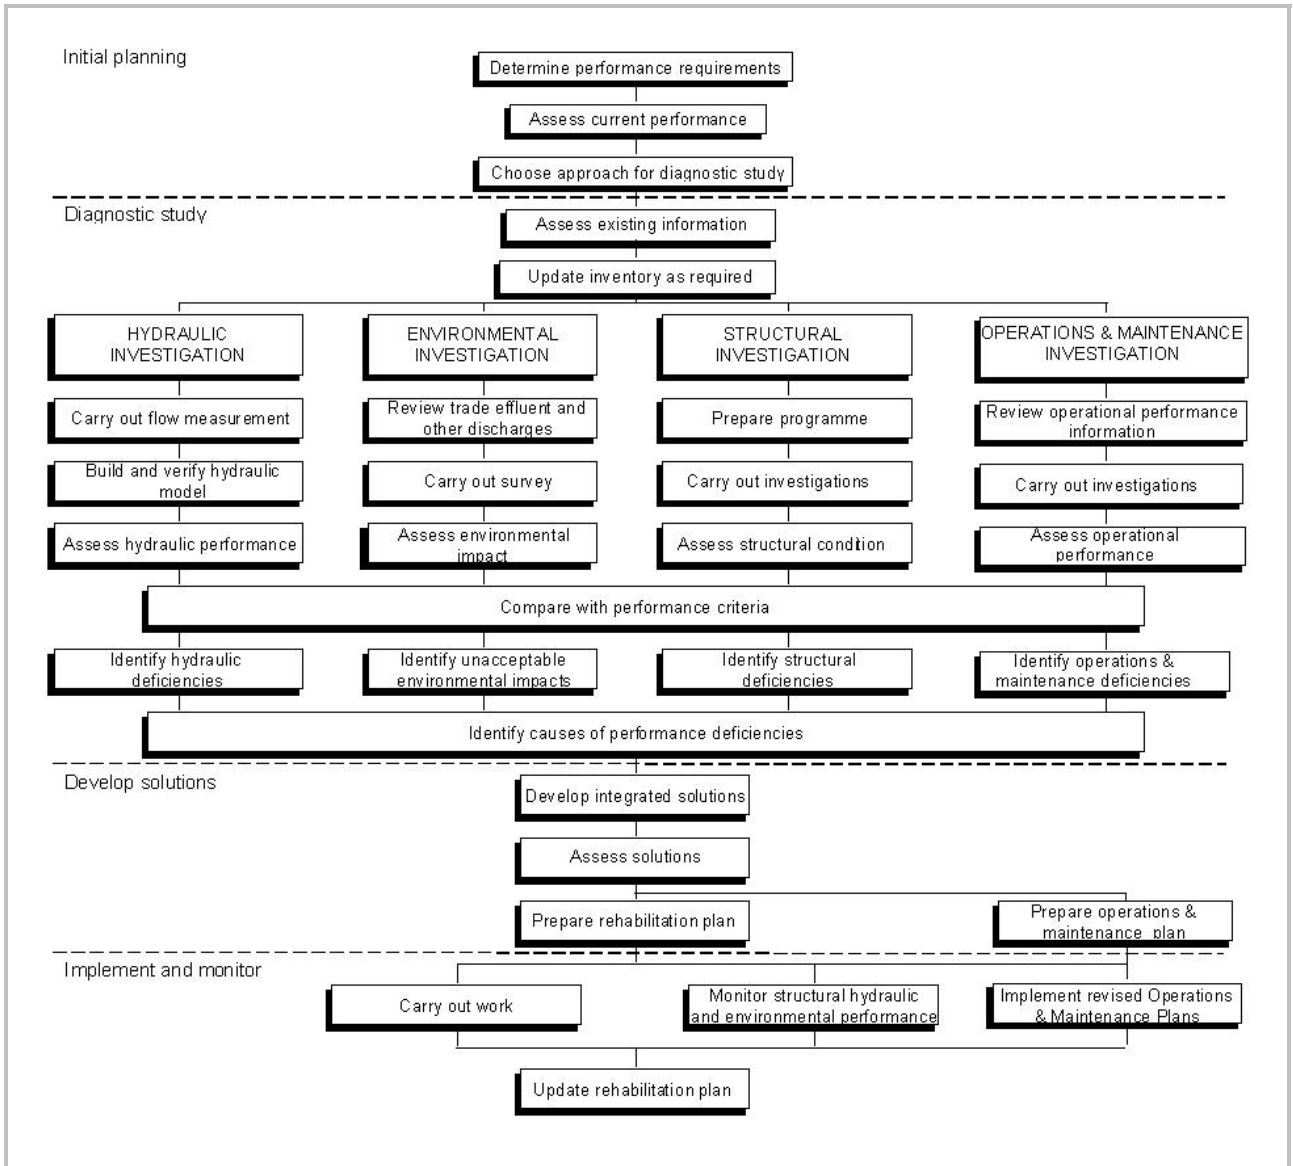 Initial planning
Determine performance requirements
Assess current performance
Choose approach for diagnostic study
Diagnostic study
Assess existing information
Update inventory as required
HYDRAULIC
INVESTIGATION
ENVIRONMENTAL
INVESTIGATION
STRUCTURAL
INVESTIGATION
OPERATIONS & MAINTENANCE
INVESTIGATION
Carry out flow measurement
Review trade effluent and
other discharges
Prepare programme
Review operational performance
information
Build and verify hydraulic
model
Carry out survey
Carry out investigations
Carry out investigations
Assess hydraulic performance
Assess environmental
impact
Assess structural condition
Assess operational
performance
Compare with performance criteria
Identify hydraulic
deficiencies
Identify unacceptable
environmental impacts
Identify structural
deficiencies
Identify operations &
maintenance deficiencies
Identify causes of performance deficiencies
Develop solutions
Develop integrated solutions
Assess solutions
Prepare rehabilitation plan
Prepare operations &
maintenance plan
Implement and monitor
Carry out work
Monitor structural hydraulic
and environmental performance
Implement revised Operations
& Maintenance Plans
Update rehabilitation plan